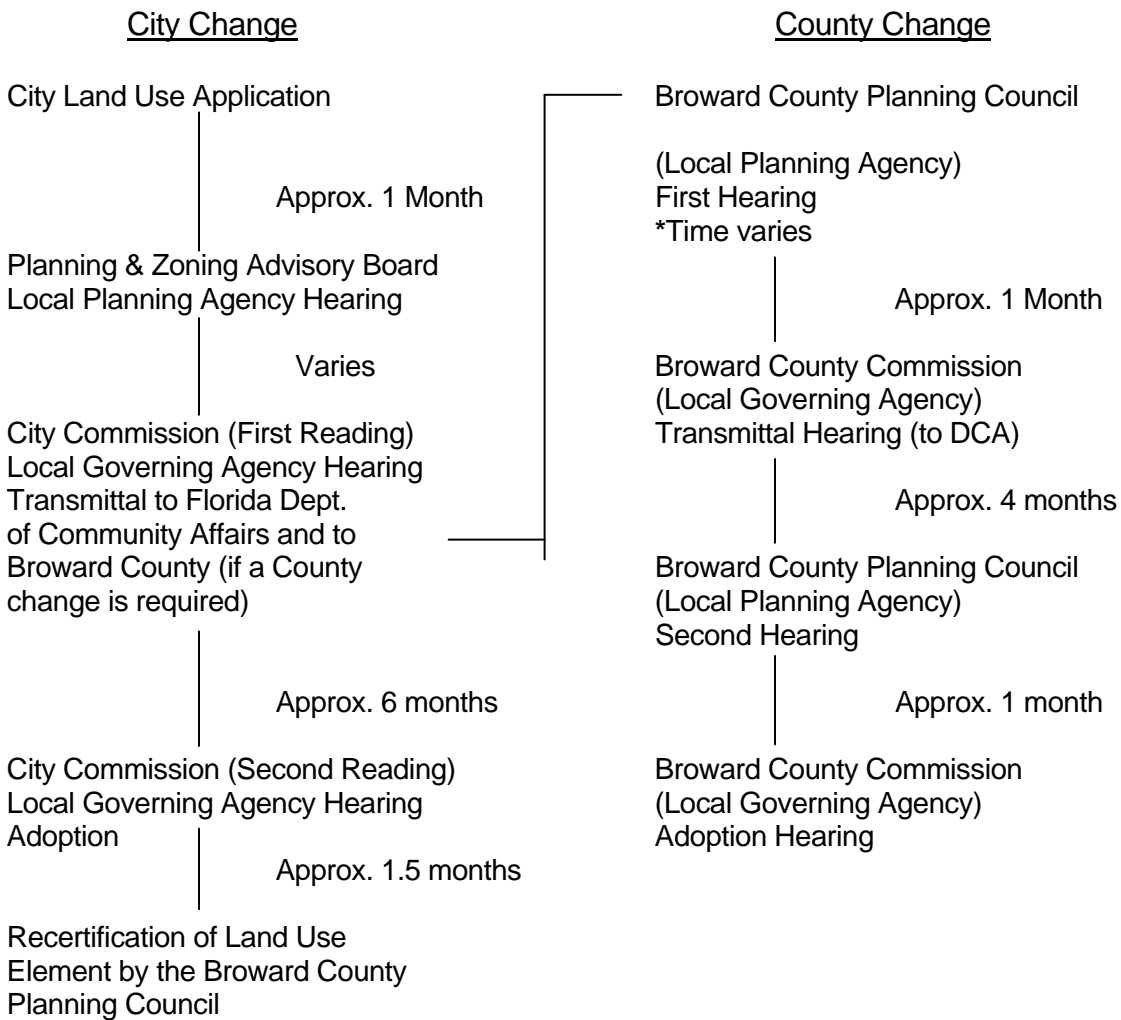 City Change
City Land Use Application
Approx. 1 Month
Planning & Zoning Advisory Board
Local Planning Agency Hearing
Varies
City Commission (First Reading)
Local Governing Agency Hearing
Transmittal to Florida Dept.
of Community Affairs and to
Broward County (if a County
change is required)
Approx. 6 months
City Commission (Second Reading)
Local Governing Agency Hearing
Adoption
Approx. 1.5 months
Recertification of Land Use
Element by the Broward County
Planning Council
County Change
Broward County Planning Council
(Local Planning Agency)
First Hearing
*Time varies
Approx. 1 Month
Broward County Commission
(Local Governing Agency)
Transmittal Hearing (to DCA)
Approx. 4 months
Broward County Planning Council
(Local Planning Agency)
Second Hearing
Approx. 1 month
Broward County Commission
(Local Governing Agency)
Adoption Hearing